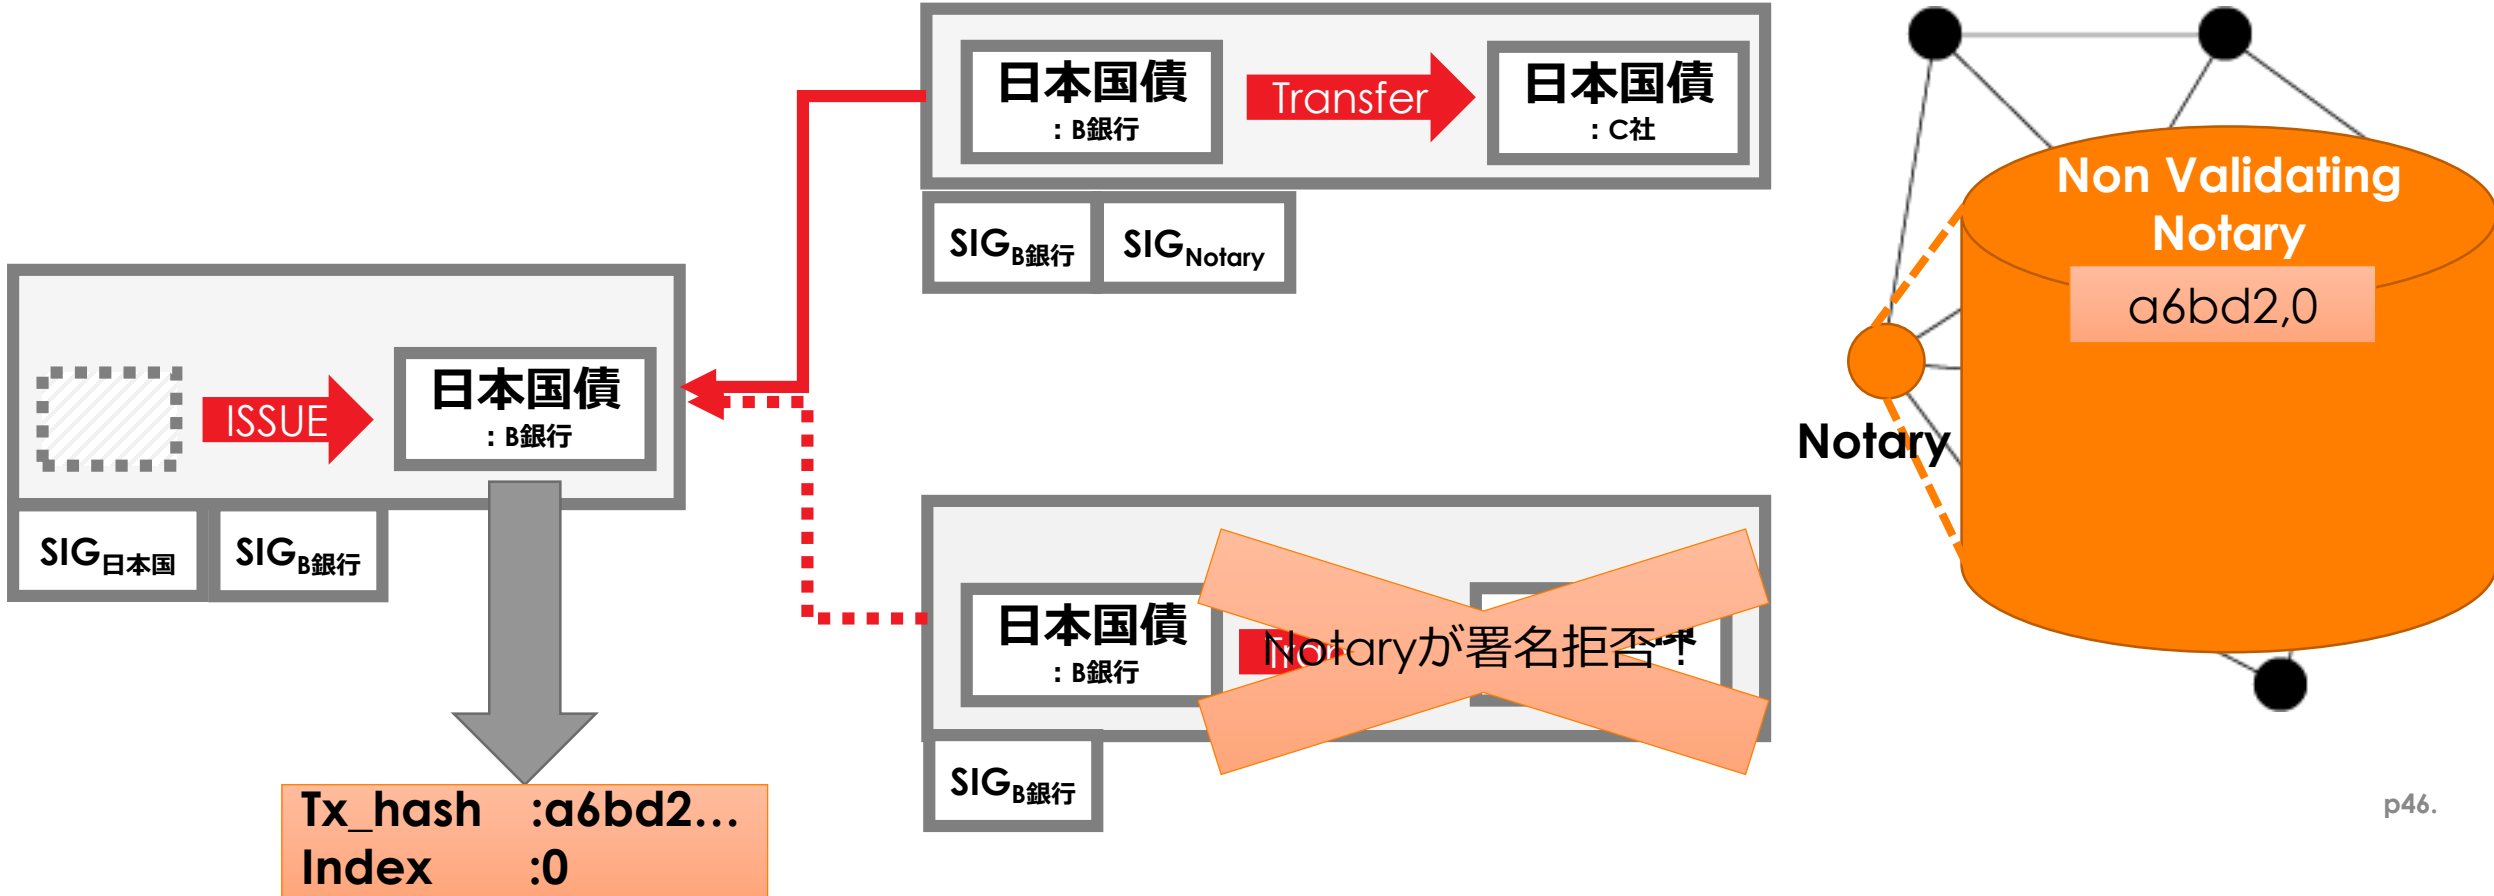 日本国債
：B銀行
Transfer
日本国債
：C社
SIGB銀行
SIGNotary
ISSUE
日本国債
：B銀行
SIG日本国
SIGB銀行
Tx_hash :a6bd2…
Index :0
日本国債
：B銀行
Notaryが署名拒否！
SIGB銀行
Non Validating
Notary
a6bd2,0
Notary
p46.